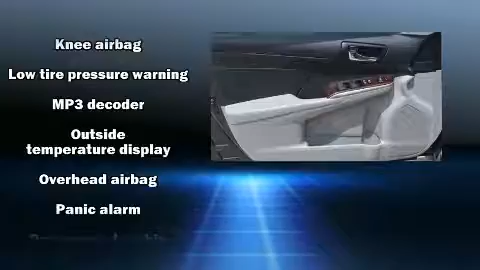 Knee airbag
Low tire pressure warning
MP3 decoder
Outside
temperature display
Overhead airbag
Panic alarm